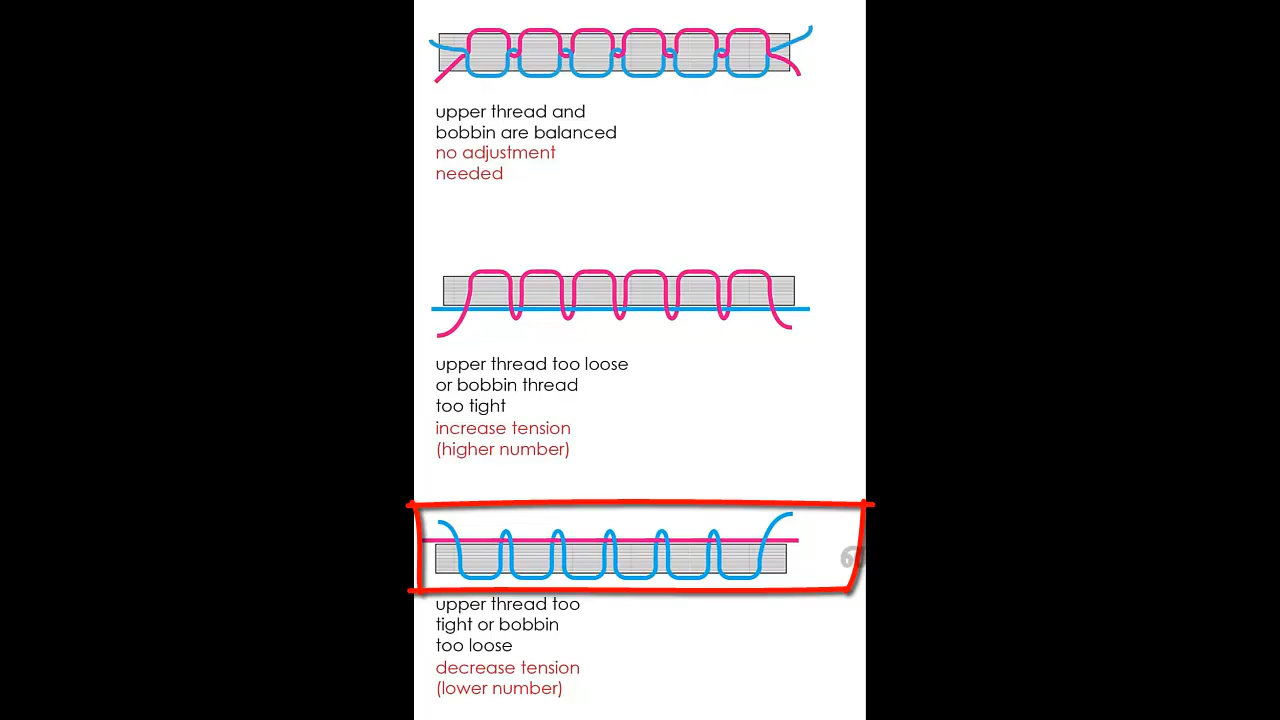 upper thread and
bobbin are balanced
no adjustment
needed
upper thread too loose
or bobbin thread
too tight
increase tension
(higher number)
upper thread too
tight or bobbin
too loose
decrease tension
(lower number)